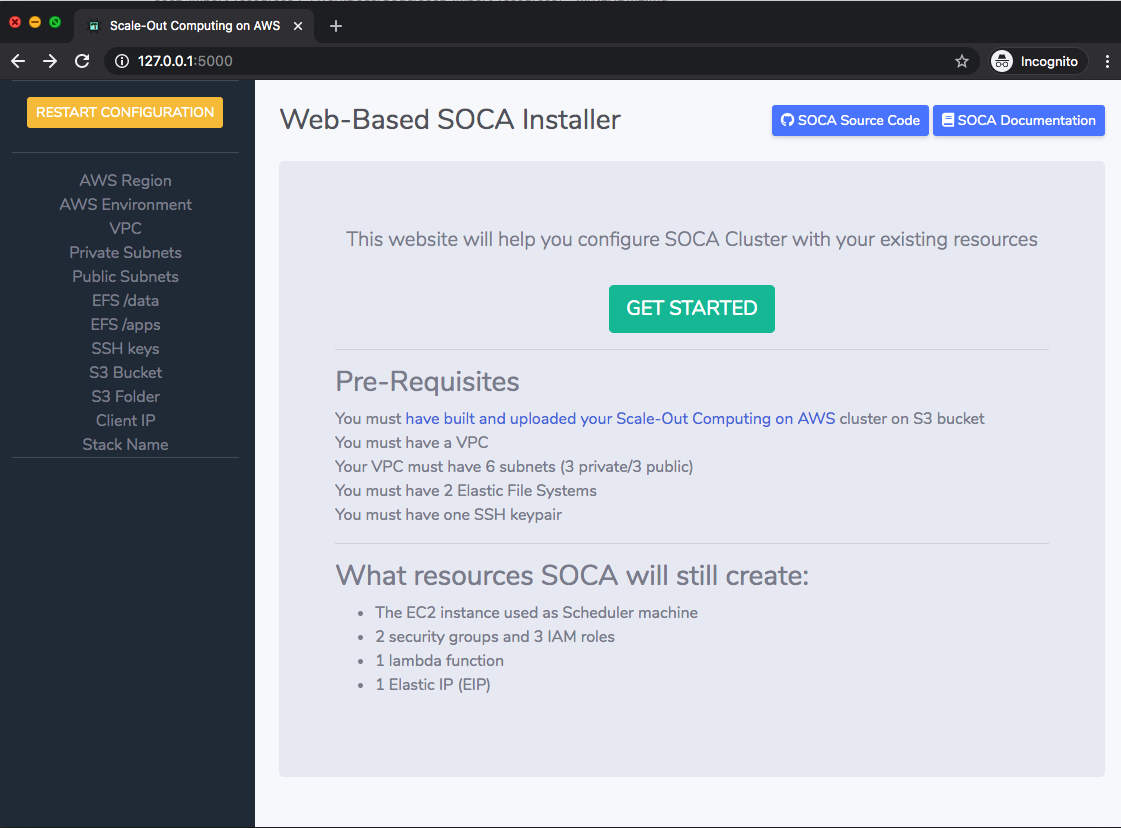 Scale-Out Computing on AWS
127.0.0.1:5000
Incognito
RESTART CONFIGURATION
AWS Region
AWS Environment
VPC
Private Subnets
Public Subnets
EFS /data
EFS /apps
SSH keys
S3 Bucket
S3 Folder
Client IP
Stack Name
Web-Based SOCA Installer
SOCA Source Code
SOCA Documentation
This website will help you configure SOCA Cluster with your existing resources
GET STARTED
Pre-Requisites
You must have built and uploaded your Scale-Out Computing on AWS cluster on S3 bucket
You must have a VPC
Your VPC must have 6 subnets (3 private/3 public)
You must have 2 Elastic File Systems
You must have one SSH keypair
What resources SOCA will still create:
• The EC2 instance used as Scheduler machine
• 2 security groups and 3 IAM roles
• 1 lambda function
• 1 Elastic IP (EIP)